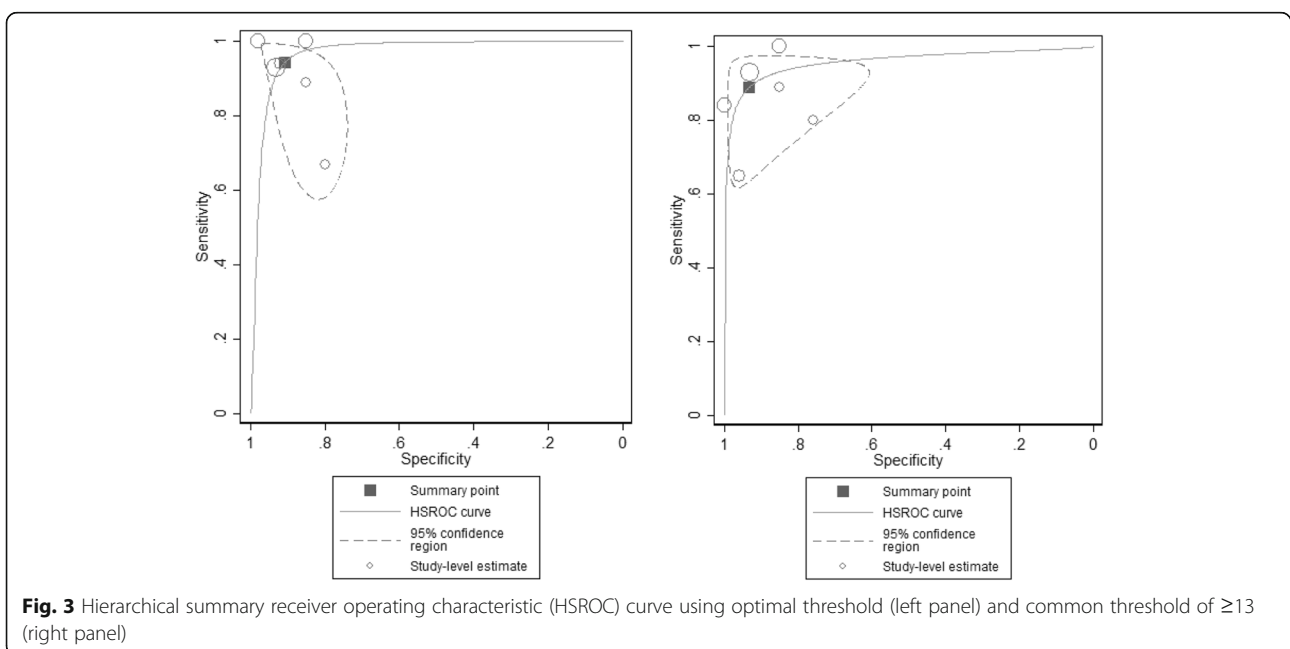 1
.8
.6
.4
.2
0
Sensitivity
1
.8
.6
.4
.2
0
Specificity
Summary point
HSROC curve
95% confidence
region
Study-level estimate
1
.8
.6
.4
.2
0
Sensitivity
1
.8
.6
.4
.2
0
Specificity
Summary point
HSROC curve
95% confidence
region
Study-level estimate
Fig. 3 Hierarchical summary receiver operating characteristic (HSROC) curve using optimal threshold (left panel) and common threshold of ≥13
(right panel)